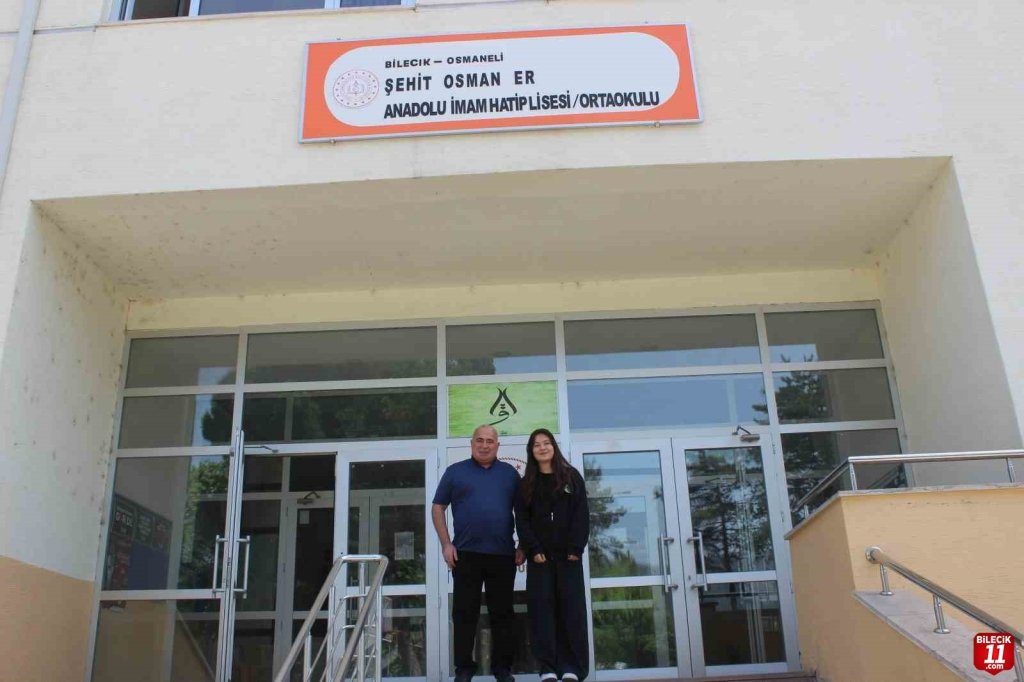 BİLECİK – OSMANELİ
ŞEHİT OSMAN ER
ANADOLU İMAM HATİP LİSESİ / ORTAOKULU
BİLECİK
11
.com